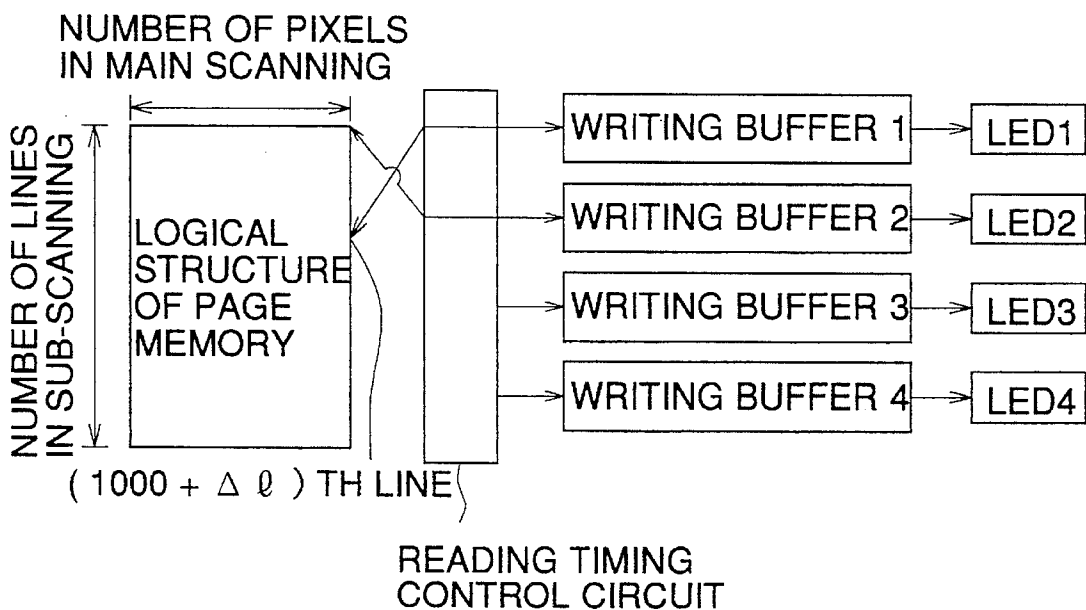 NUMBER OF PIXELS
IN MAIN SCANNING
NUMBER OF LINES
IN SUB-SCANNING
LOGICAL
STRUCTURE
OF PAGE
MEMORY
WRITING BUFFER 1
LED1
WRITING BUFFER 2
LED2
WRITING BUFFER 3
LED3
WRITING BUFFER 4
LED4
( 1000 + Δ ℓ ) TH LINE
READING TIMING
CONTROL CIRCUIT